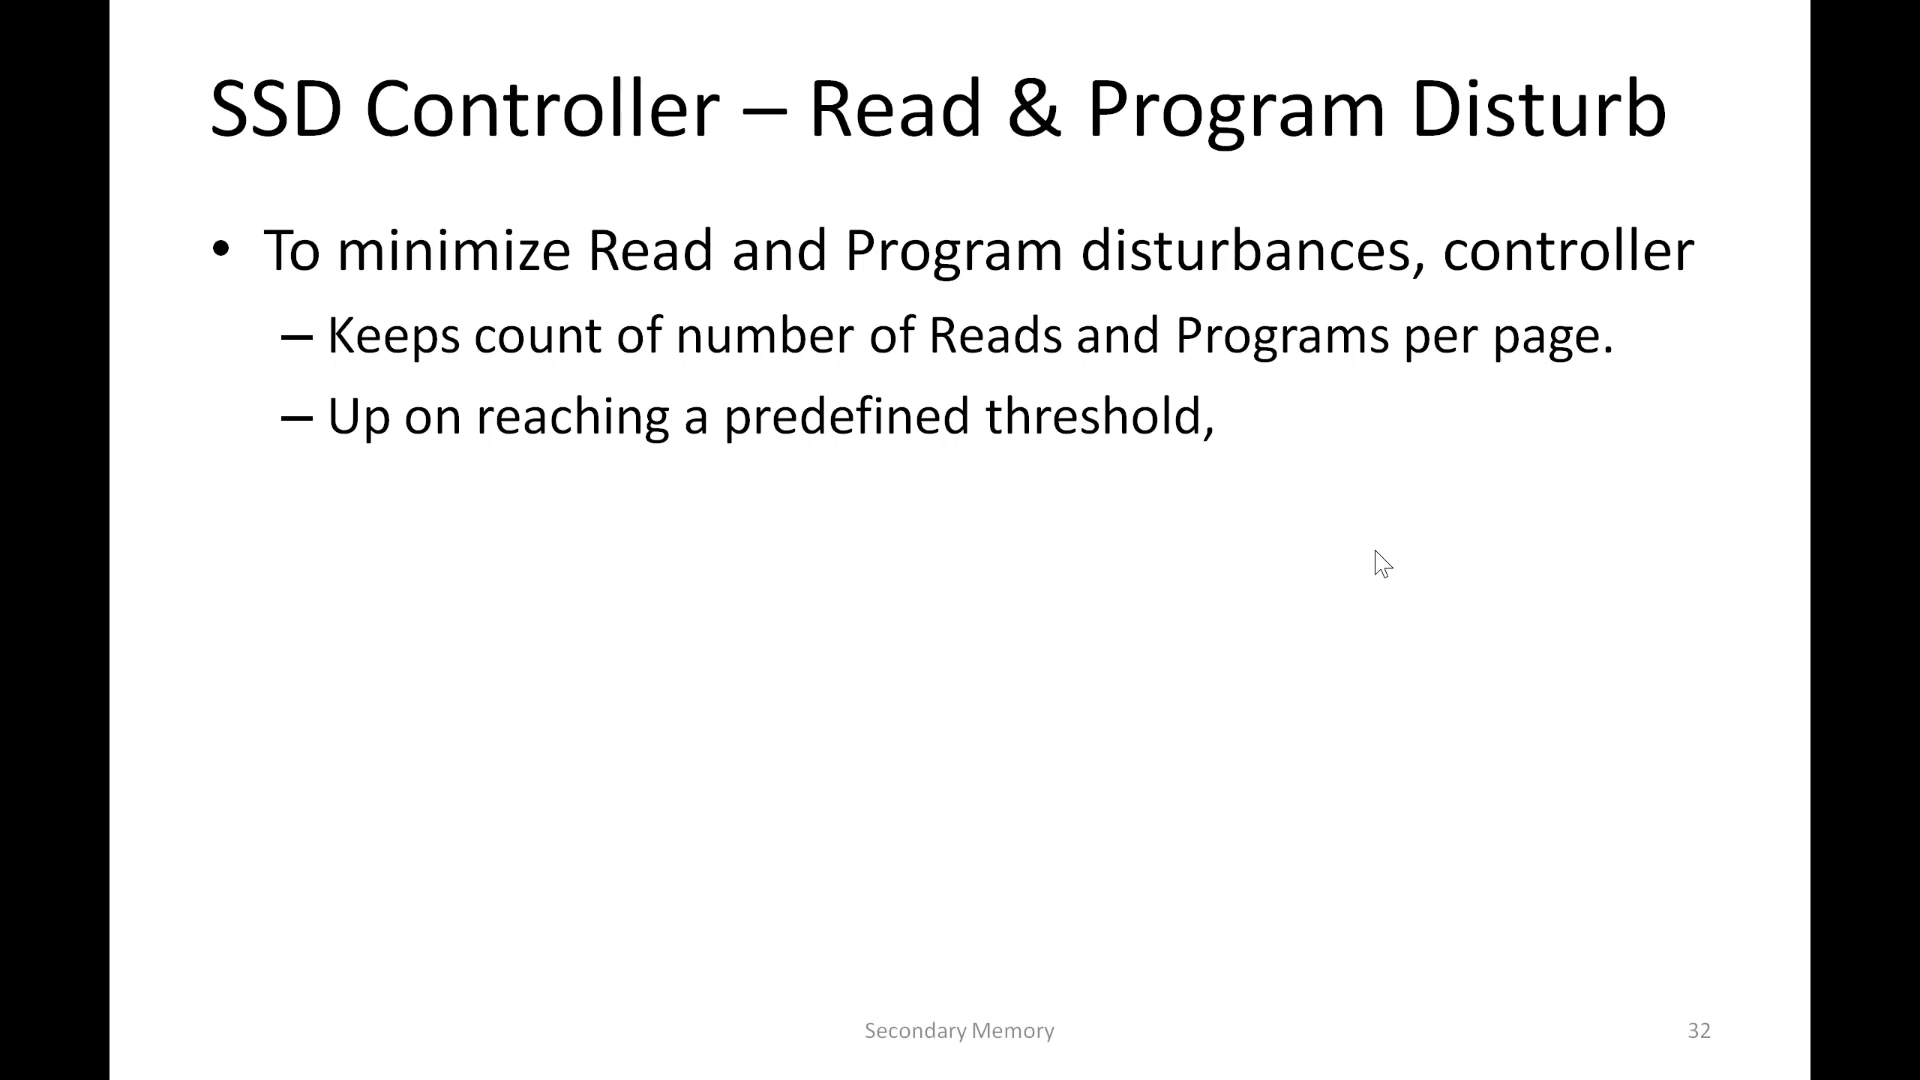 SSD Controller – Read & Program Disturb
• To minimize Read and Program disturbances, controller
– Keeps count of number of Reads and Programs per page.
– Up on reaching a predefined threshold,
Secondary Memory
32